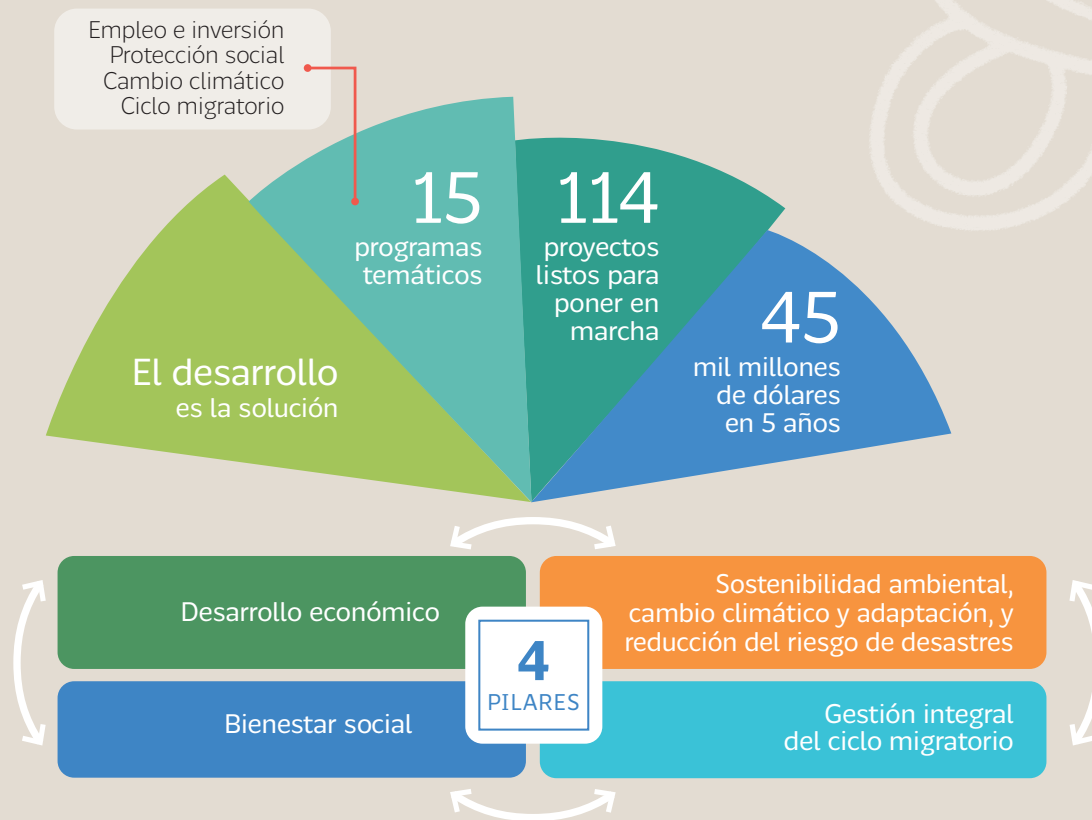 Empleo e inversión
Protección social
Cambio climático
Ciclo migratorio
El desarrollo
es la solución
15
programas
temáticos
114
proyectos
listos para
poner en
marcha
45
mil millones
de dólares
en 5 años
Desarrollo económico
Sostenibilidad ambiental,
cambio climático y adaptación, y
reducción del riesgo de desastres
4
PILARES
Bienestar social
Gestión integral
del ciclo migratorio